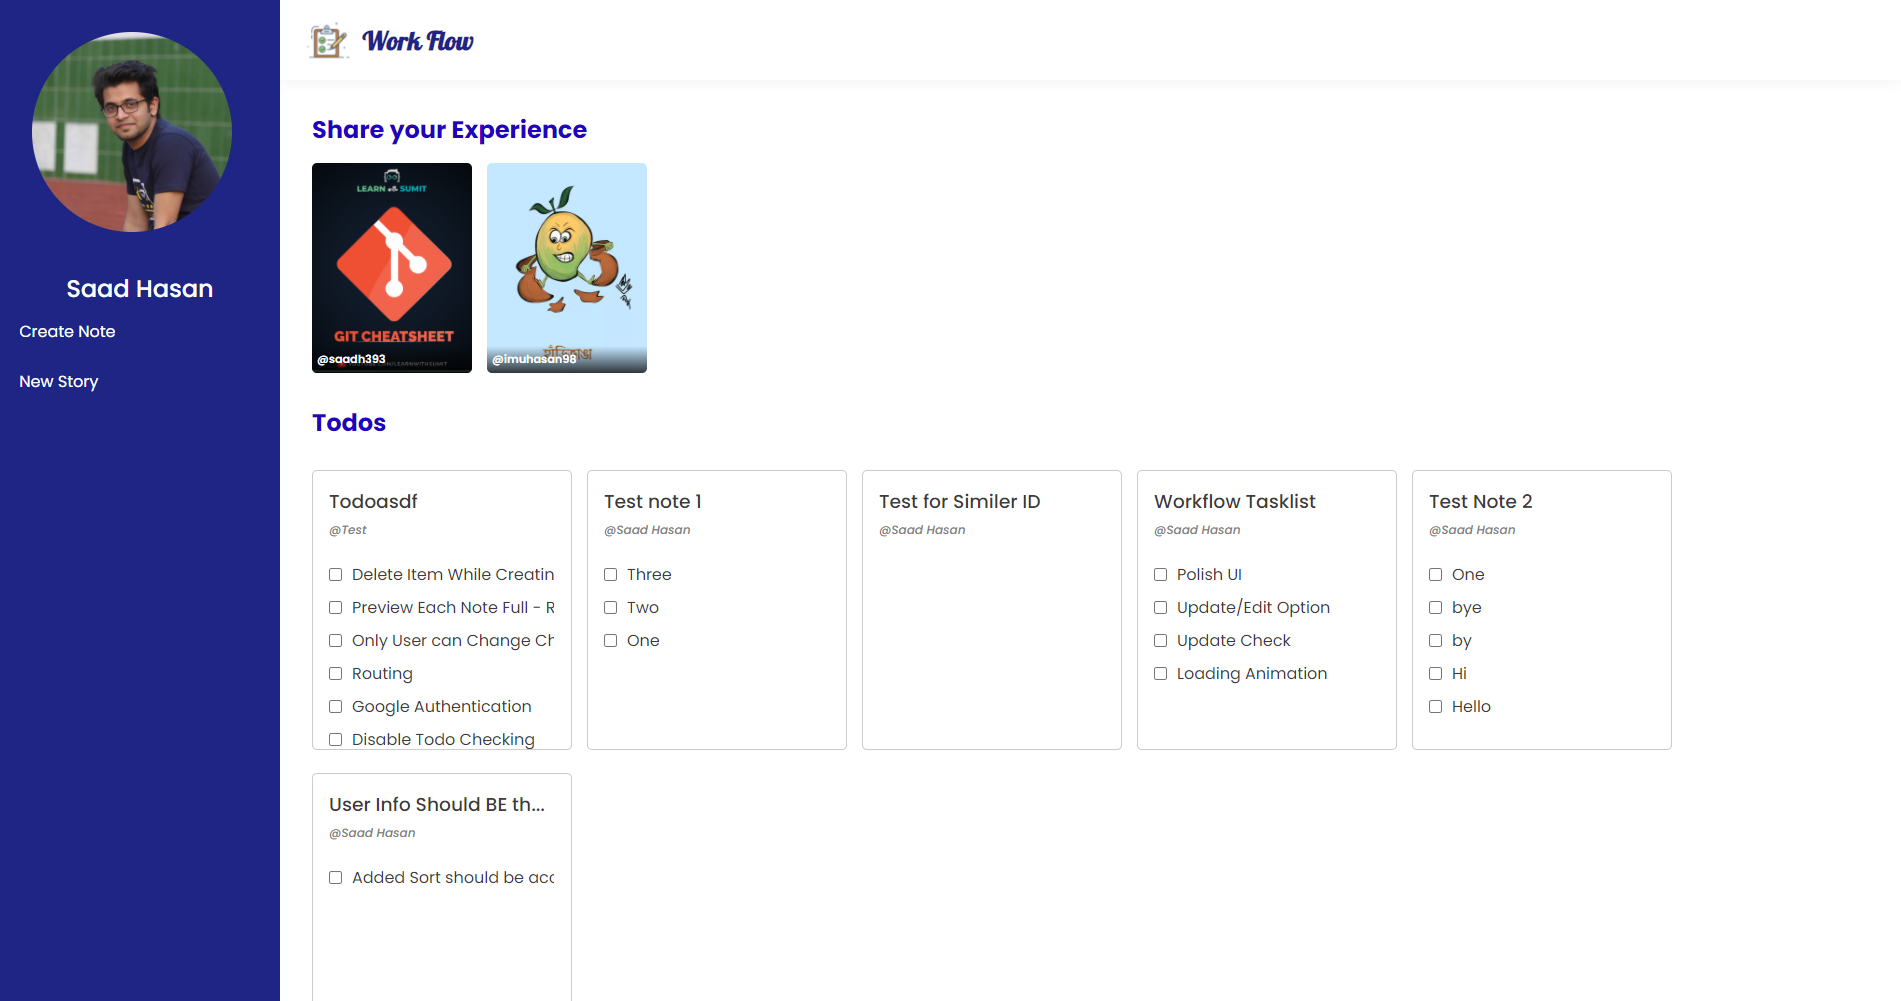 Saad Hasan
Create Note
New Story
Work Flow
Share your Experience
LEARN with SUMIT
GIT CHEATSHEET
@saadh393
@imuhasan98
Todos
Todoasdf
@Test
Delete Item While Creatin
Preview Each Note Full - R
Only User can Change Ch
Routing
Google Authentication
Disable Todo Checking
Test note 1
@Saad Hasan
Three
Two
One
Test for Similer ID
@Saad Hasan
Workflow Tasklist
@Saad Hasan
Polish UI
Update/Edit Option
Update Check
Loading Animation
Test Note 2
@Saad Hasan
One
bye
by
Hi
Hello
User Info Should BE th...
@Saad Hasan
Added Sort should be acc